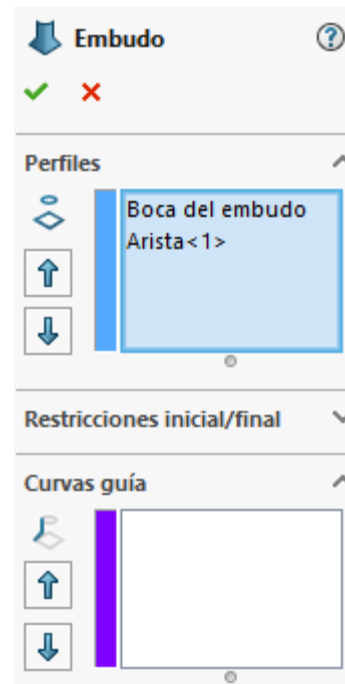 Embudo
Perfiles
Boca del embudo
Arista<1>
Restricciones inicial/final
Curvas guía